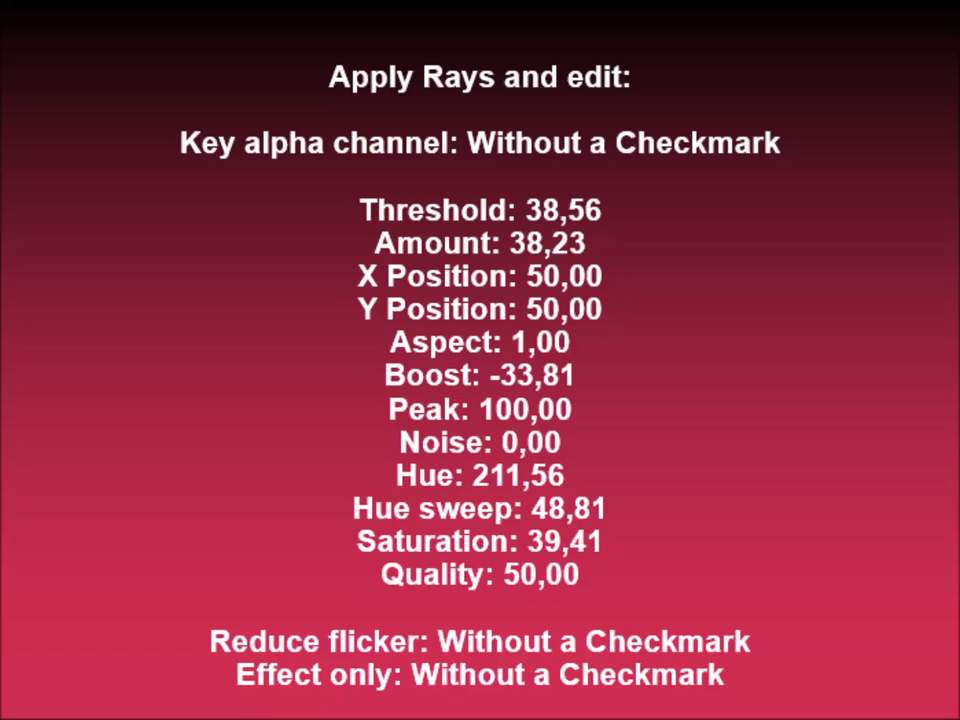 Apply Rays and edit:
Key alpha channel: Without a Checkmark
Threshold: 38,56
Amount: 38,23
X Position: 50,00
Y Position: 50,00
Aspect: 1,00
Boost: -33,81
Peak: 100,00
Noise: 0,00
Hue: 211,56
Hue sweep: 48,81
Saturation: 39,41
Quality: 50,00
Reduce flicker: Without a Checkmark
Effect only: Without a Checkmark